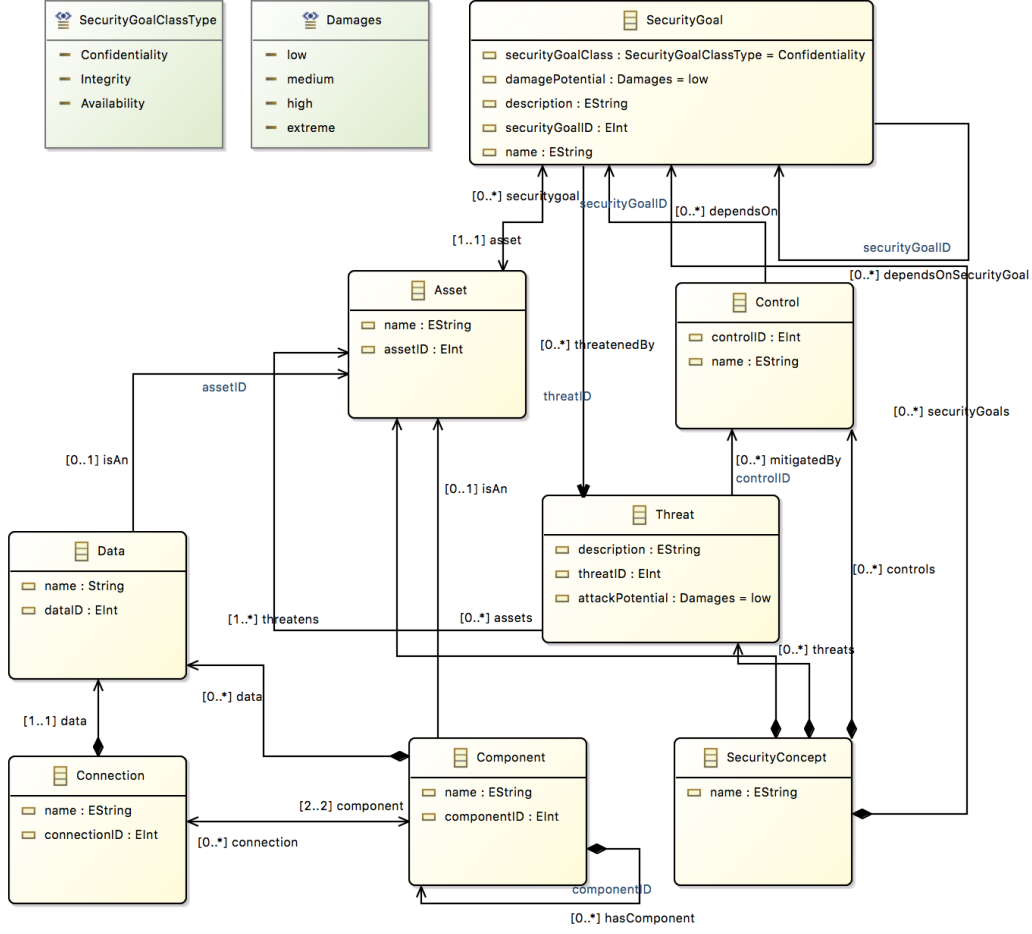 SecurityGoalClassType
Confidentiality
Integrity
Availability
Damages
low
medium
high
extreme
SecurityGoal
securityGoalClass : SecurityGoalClassType = Confidentiality
damagePotential : Damages = low
description : EString
securityGoalID : EInt
name : EString
[0..*] securitygoal
securityGoalID
[0..*] dependsOn
[1..1] asset
securityGoalID
[0..*] dependsOnSecurityGoal
Asset
name : EString
assetID : EInt
Control
controlID : EInt
name : EString
[0..*] threatenedBy
threatID
assetID
[0..*] securityGoals
[0..1] isAn
[0..1] isAn
[0..*] mitigatedBy
controlID
Threat
description : EString
threatID : EInt
attackPotential : Damages = low
Data
name : String
dataID : EInt
[0..*] controls
[1..*] threatens
[0..*] assets
[0..*] threats
[0..*] data
[1..1] data
Connection
name : EString
connectionID : EInt
[2..2] component
[0..*] connection
Component
name : EString
componentID : EInt
SecurityConcept
name : EString
componentID
[0..*] hasComponent